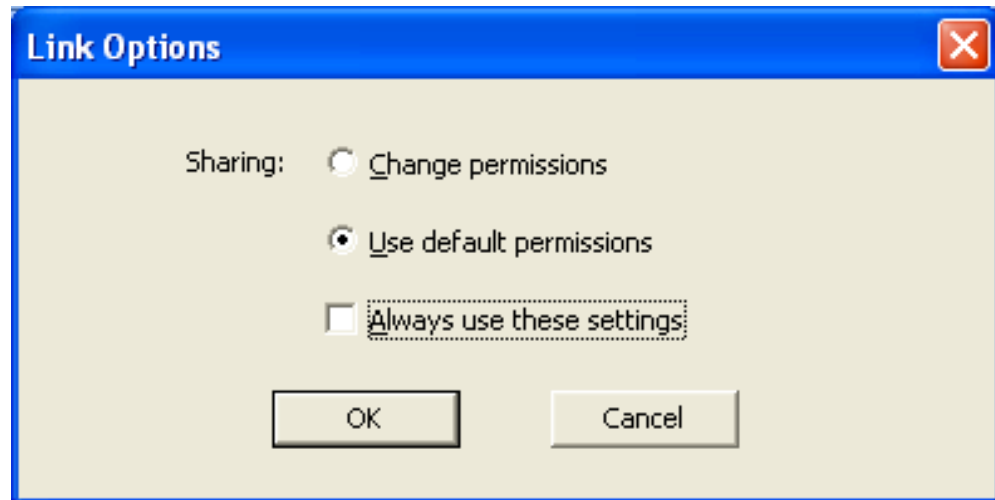 Link Options
Sharing: Change permissions
Use default permissions
Always use these settings
OK Cancel